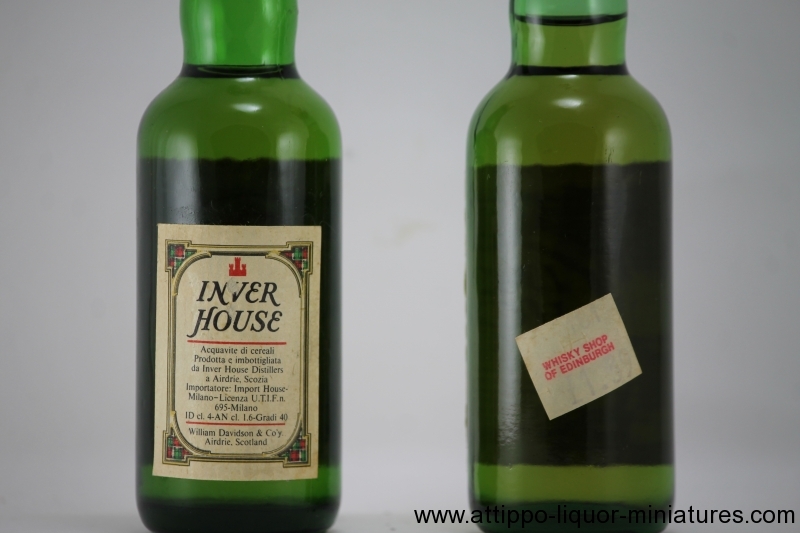 INVER
HOUSE
Acquavite di cereali
Prodotta e imbottigliata
da Inver House Distillers
a Airdrie, Scozia
Importatore: Import House-
Milano-Licenza U.T.I.F.n.
695-Milano
ID cl. 4-AN cl. 1.6-Gradi 40
William Davidson & Co'y
Airdrie, Scotland
WHISKY SHOP
OF EDINBURGH
www.attippo-liquor-miniatures.com